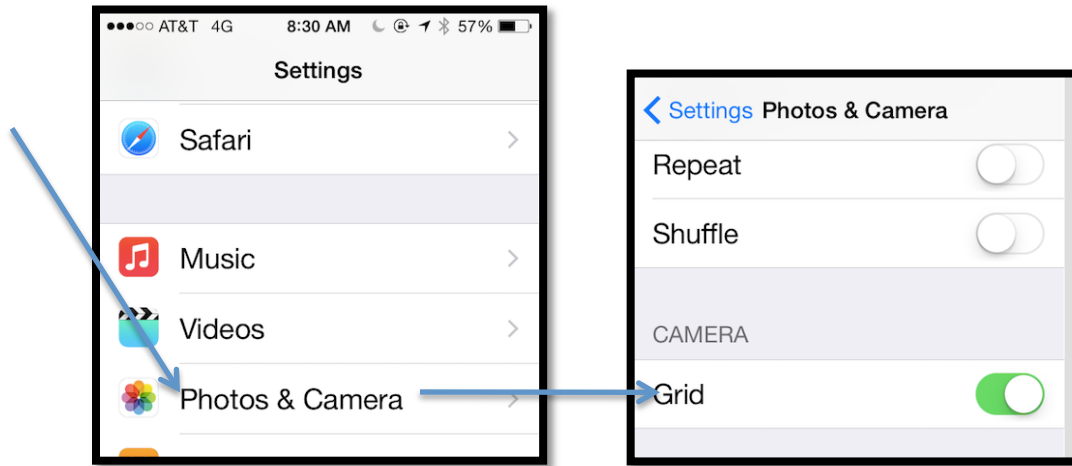 AT&T 4G 8:30 AM 57%
Settings
Safari
Music
Videos
Photos & Camera
Settings Photos & Camera
Repeat
Shuffle
CAMERA
Grid